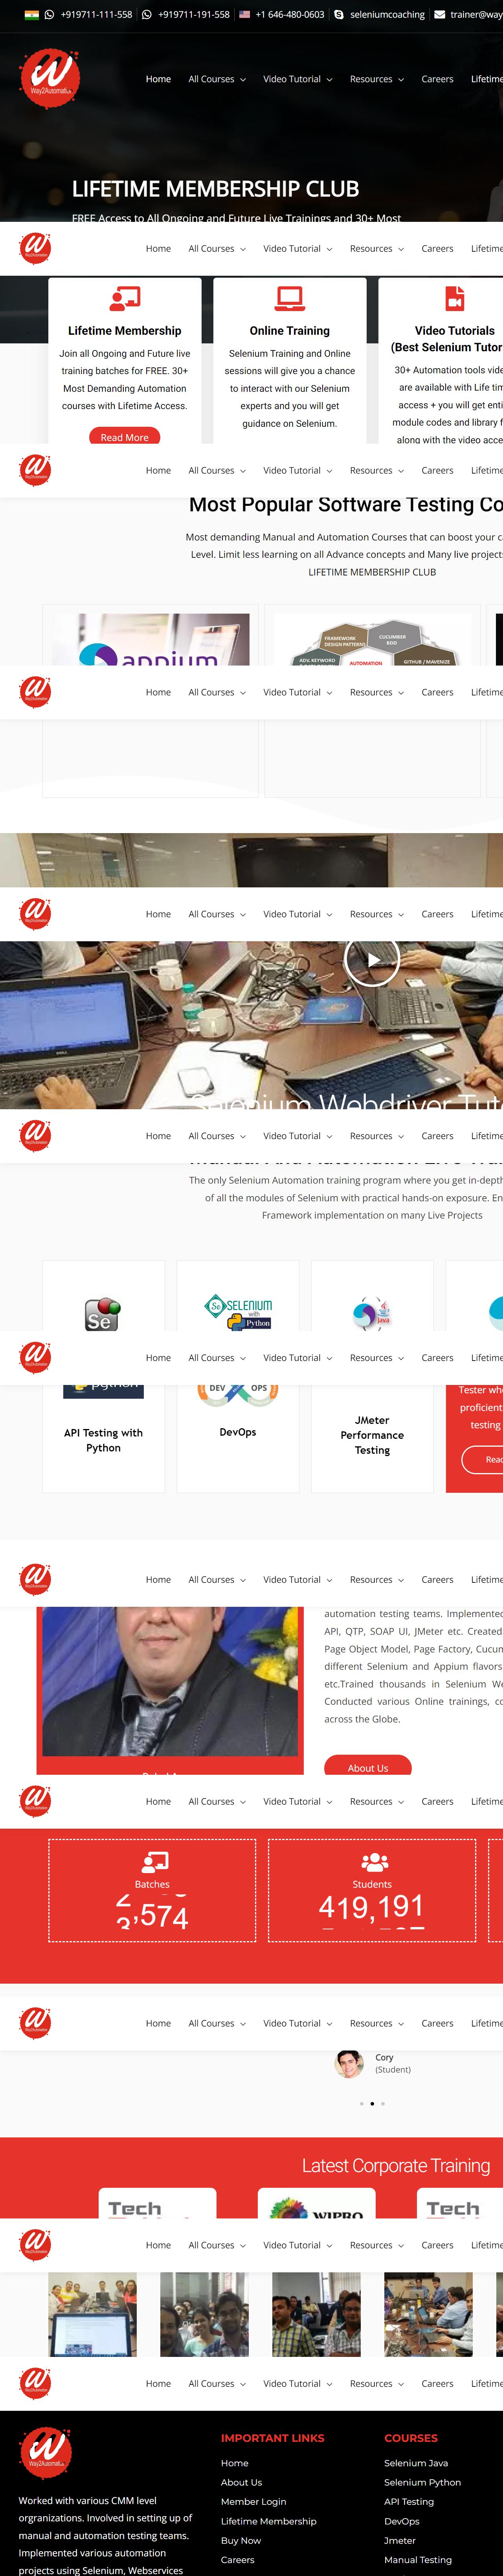 +919711-111-558 +919711-191-558 +1 646-480-0603 seleniumcoaching trainer@way
Way2Automati
Home All Courses Video Tutorial Resources Careers Lifetime
LIFETIME MEMBERSHIP CLUB
FREE Access to All Ongoing and Future Live Trainings and 30+ Most
Home All Courses Video Tutorial Resources Careers Lifetime
Lifetime Membership
Join all Ongoing and Future live
training batches for FREE. 30+
Most Demanding Automation
courses with Lifetime Access.
Read More
Online Training
Selenium Training and Online
sessions will give you a chance
to interact with our Selenium
experts and you will get
guidance on Selenium.
Video Tutorials
(Best Selenium Tutor
30+ Automation tools vide
are available with Life tim
access + you will get enti
module codes and library f
along with the video acce
Home All Courses Video Tutorial Resources Careers Lifetime
Most Popular Software Testing Co
Most demanding Manual and Automation Courses that can boost your ca
Level. Limit less learning on all Advance concepts and Many live projects
LIFETIME MEMBERSHIP CLUB
appium
FRAMEWORK
DESIGN PATTERN
CUCUMBER
BDD
ADV. KEYWORD
AUTOMATION
GITHUB / MAVENIZE
Home All Courses Video Tutorial Resources Careers Lifetime
Home All Courses Video Tutorial Resources Careers Lifetime
Selenium Webdriver Tut
Home All Courses Video Tutorial Resources Careers Lifetime
The only Selenium Automation training program where you get in-depth
of all the modules of Selenium with practical hands-on exposure. En
Framework implementation on many Live Projects
Se
SELENIUM
with
Python
Java
Home All Courses Video Tutorial Resources Careers Lifetime
python
API Testing with
Python
DEV OPS
DevOps
JMeter
Performance
Testing
Tester who
proficient
testing
Read
Home All Courses Video Tutorial Resources Careers Lifetime
automation testing teams. Implemented
API, QTP, SOAP UI, JMeter etc. Created
Page Object Model, Page Factory, Cucum
different Selenium and Appium flavors
etc.Trained thousands in Selenium We
Conducted various Online trainings, co
across the Globe.
About Us
Home All Courses Video Tutorial Resources Careers Lifetime
Batches
3,574
Students
419,191
Home All Courses Video Tutorial Resources Careers Lifetime
Cory
(Student)
Latest Corporate Training
Tech
WIPRO
Tech
Home All Courses Video Tutorial Resources Careers Lifetime
Home All Courses Video Tutorial Resources Careers Lifetime
Way2Automati
Worked with various CMM level
orgranizations. Involved in setting up of
manual and automation testing teams.
Implemented various automation
projects using Selenium, Webservices
IMPORTANT LINKS
Home
About Us
Member Login
Lifetime Membership
Buy Now
Careers
COURSES
Selenium Java
Selenium Python
API Testing
DevOps
Jmeter
Manual Testing